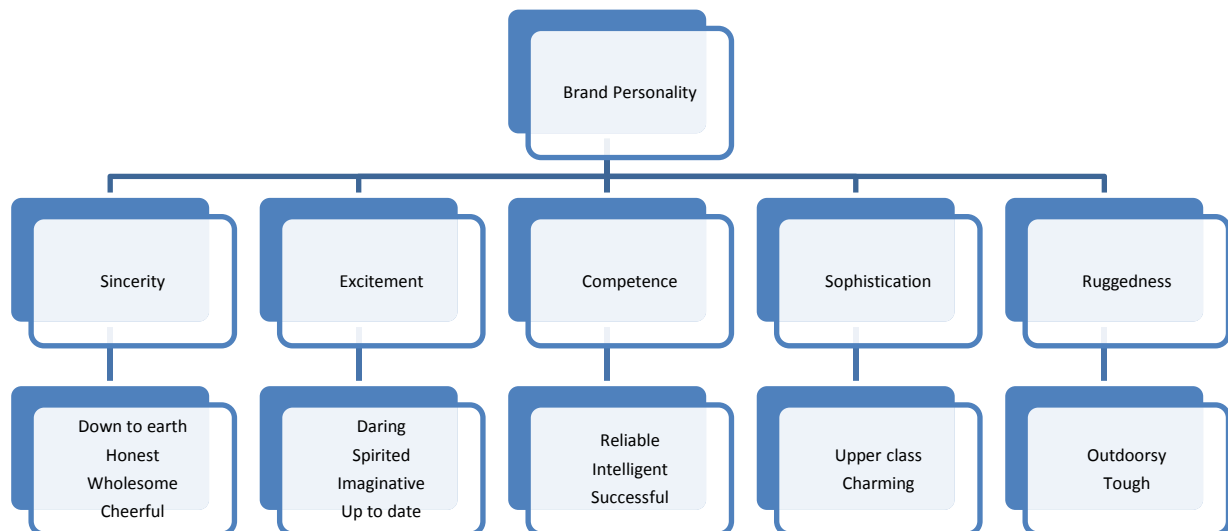 Brand Personality
Sincerity
Excitement
Competence
Sophistication
Ruggedness
Down to earth
Honest
Wholesome
Cheerful
Daring
Spirited
Imaginative
Up to date
Reliable
Intelligent
Successful
Upper class
Charming
Outdoorsy
Tough